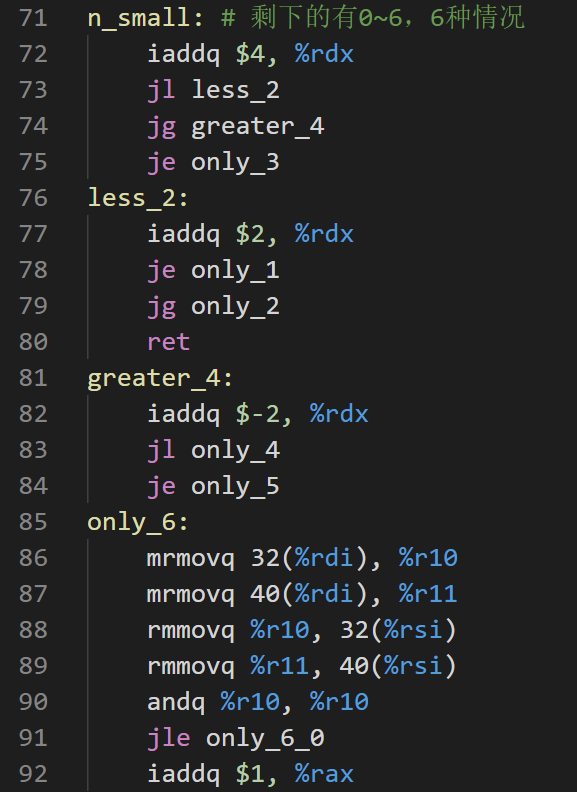 71 n_small: # 剩下的有0~6，6种情况
72 iaddq $4, %rdx
73 jl less_2
74 jg greater_4
75 je only_3
76 less_2:
77 iaddq $2, %rdx
78 je only_1
79 jg only_2
80 ret
81 greater_4:
82 iaddq $-2, %rdx
83 jl only_4
84 je only_5
85 only_6:
86 mrmovq 32(%rdi), %r10
87 mrmovq 40(%rdi), %r11
88 rmmovq %r10, 32(%rsi)
89 rmmovq %r11, 40(%rsi)
90 andq %r10, %r10
91 jle only_6_0
92 iaddq $1, %rax